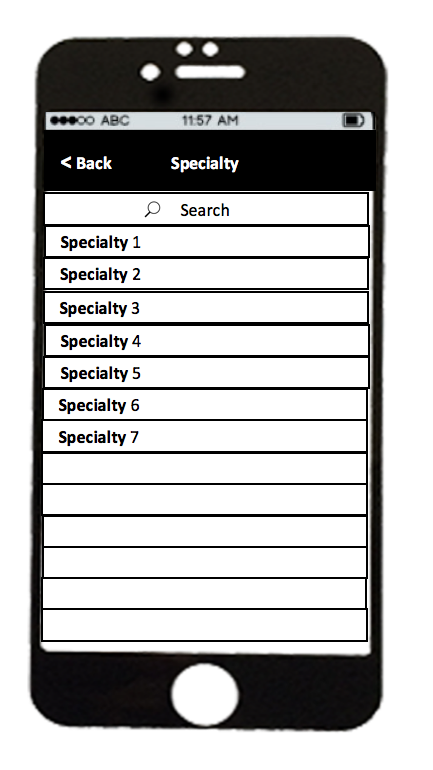 ABC 11:57 AM
< Back Specialty
Search
Specialty 1
Specialty 2
Specialty 3
Specialty 4
Specialty 5
Specialty 6
Specialty 7